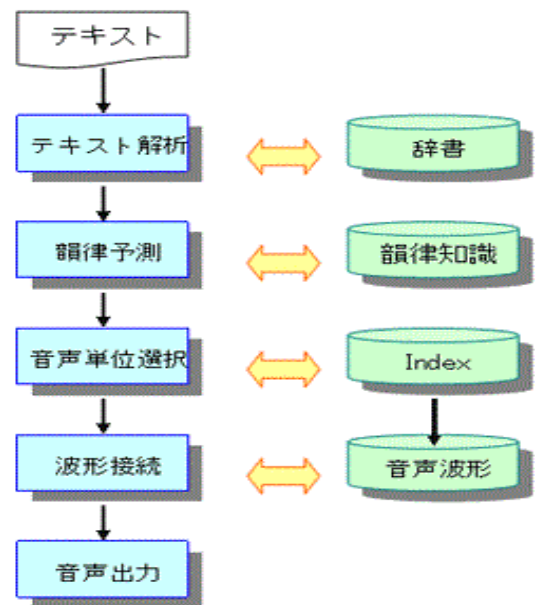 テキスト
テキスト解析
辞書
韻律予測
韻律知識
音声単位選択
Index
波形接続
音声波形
音声出力